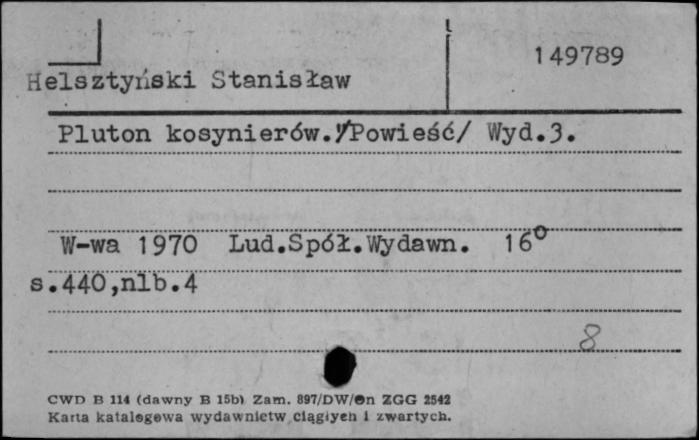 149789
Helsztyński Stanisław
Pluton kosynierów./Powieść/ Wyd.3.
W-wa 1970 Lud.Spół.Wydawn. 16°
s.440,nlb.4
8
CWD B 114 (dawny B 15b) Zam. 897/DW/On ZGG 2542
Karta katalogowa wydawnictw ciągłych i zwartych.